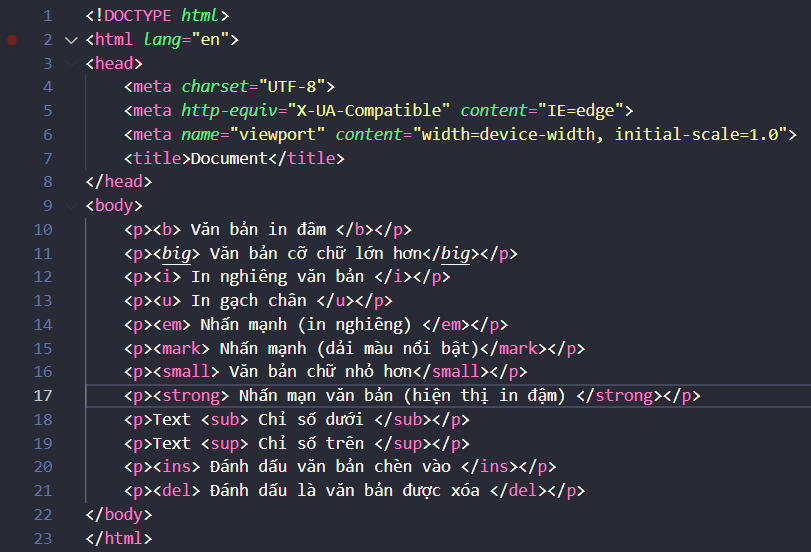 1 <!DOCTYPE html>
2 <html lang="en">
3 <head>
4 <meta charset="UTF-8">
5 <meta http-equiv="X-UA-Compatible" content="IE=edge">
6 <meta name="viewport" content="width=device-width, initial-scale=1.0">
7 <title>Document</title>
8 </head>
9 <body>
10 <p><b> Văn bản in đâm </b></p>
11 <p><big> Văn bản cỡ chữ lớn hơn</big></p>
12 <p><i> In nghiêng văn bản </i></p>
13 <p><u> In gạch chân </u></p>
14 <p><em> Nhấn mạnh (in nghiêng) </em></p>
15 <p><mark> Nhấn mạnh (dải màu nổi bật)</mark></p>
16 <p><small> Văn bản chữ nhỏ hơn</small></p>
17 <p><strong> Nhấn mạn văn bản (hiện thị in đậm) </strong></p>
18 <p>Text <sub> Chỉ số dưới </sub></p>
19 <p>Text <sup> Chỉ số trên </sup></p>
20 <p><ins> Đánh dấu văn bản chèn vào </ins></p>
21 <p><del> Đánh dấu là văn bản được xóa </del></p>
22 </body>
23 </html>